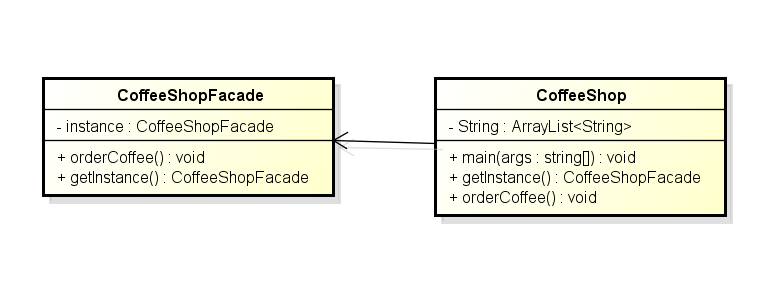 CoffeeShopFacade
- instance : CoffeeShopFacade
+ orderCoffee() : void
+ getInstance() : CoffeeShopFacade
CoffeeShop
- String : ArrayList<String>
+ main(args : string[]) : void
+ getInstance() : CoffeeShopFacade
+ orderCoffee() : void